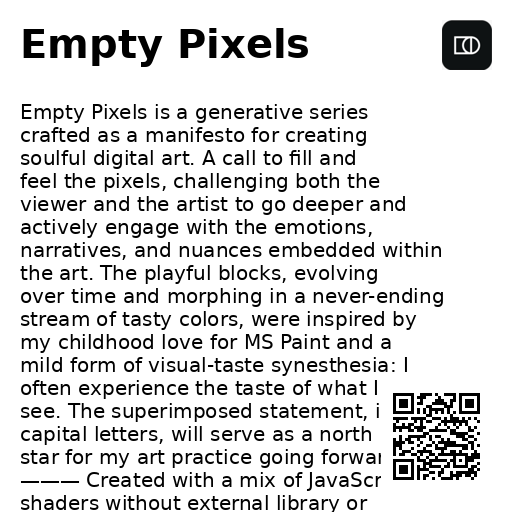 Empty Pixels
Empty Pixels is a generative series
crafted as a manifesto for creating
soulful digital art. A call to fill and
feel the pixels, challenging both the
viewer and the artist to go deeper and
actively engage with the emotions,
narratives, and nuances embedded within
the art. The playful blocks, evolving
over time and morphing in a never-ending
stream of tasty colors, were inspired by
my childhood love for MS Paint and a
mild form of visual-taste synesthesia: I
often experience the taste of what I
see. The superimposed statement, i
capital letters, will serve as a north
star for my art practice going forwar
——— Created with a mix of JavaScr
shaders without external library or